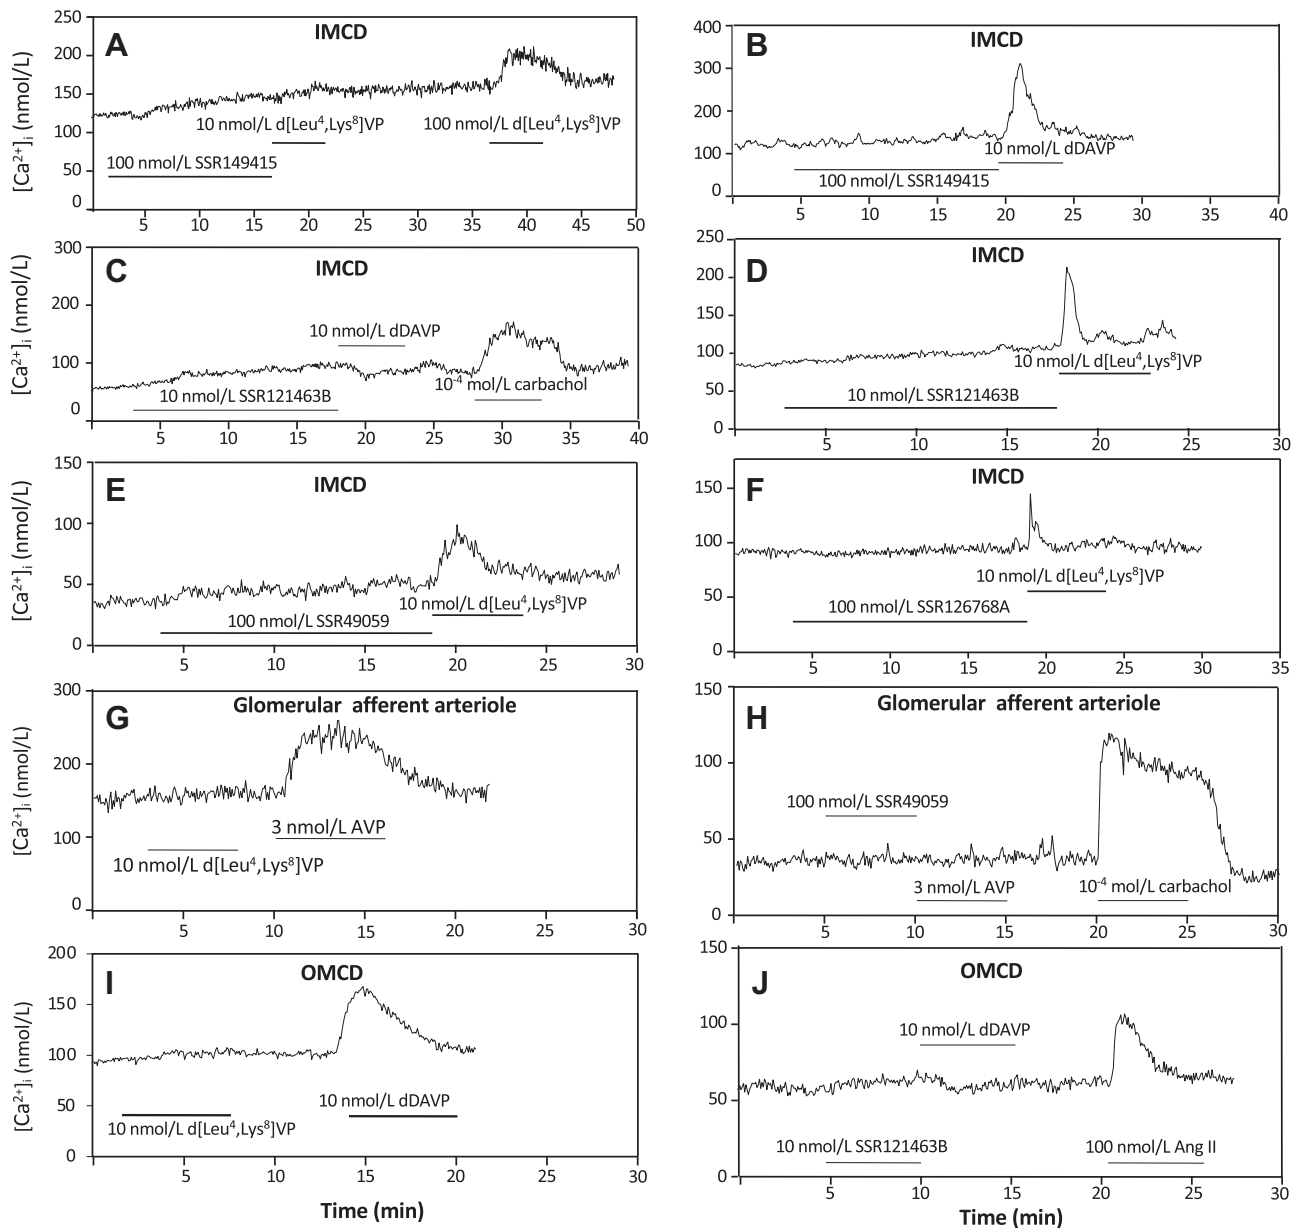 A
IMCD
[Ca²⁺]ᵢ (nmol/L)
250
200
150
100
50
0
10 nmol/L d[Leu⁴,Lys⁸]VP
100 nmol/L d[Leu⁴,Lys⁸]VP
100 nmol/L SSR149415
5 10 15 20 25 30 35 40 45 50
B
IMCD
400
300
200
100
0
10 nmol/L dDAVP
100 nmol/L SSR149415
5 10 15 20 25 30 35 40
C
IMCD
[Ca²⁺]ᵢ (nmol/L)
300
200
100
0
10 nmol/L dDAVP
10⁻⁴ mol/L carbachol
10 nmol/L SSR121463B
5 10 15 20 25 30 35 40
D
IMCD
250
200
150
100
50
0
10 nmol/L d[Leu⁴,Lys⁸]VP
10 nmol/L SSR121463B
5 10 15 20 25 30
E
IMCD
[Ca²⁺]ᵢ (nmol/L)
150
100
50
0
10 nmol/L d[Leu⁴,Lys⁸]VP
100 nmol/L SSR49059
5 10 15 20 25 30
F
IMCD
150
100
50
0
10 nmol/L d[Leu⁴,Lys⁸]VP
100 nmol/L SSR126768A
5 10 15 20 25 30 35
G
Glomerular afferent arteriole
[Ca²⁺]ᵢ (nmol/L)
300
200
100
0
3 nmol/L AVP
10 nmol/L d[Leu⁴,Lys⁸]VP
5 10 15 20 25 30
H
Glomerular afferent arteriole
150
100
50
0
100 nmol/L SSR49059
3 nmol/L AVP
10⁻⁴ mol/L carbachol
5 10 15 20 25 30
I
OMCD
[Ca²⁺]ᵢ (nmol/L)
200
150
100
50
0
10 nmol/L dDAVP
10 nmol/L d[Leu⁴,Lys⁸]VP
5 10 15 20 25 30
Time (min)
J
OMCD
150
100
50
0
10 nmol/L dDAVP
10 nmol/L SSR121463B
100 nmol/L Ang II
5 10 15 20 25 30
Time (min)